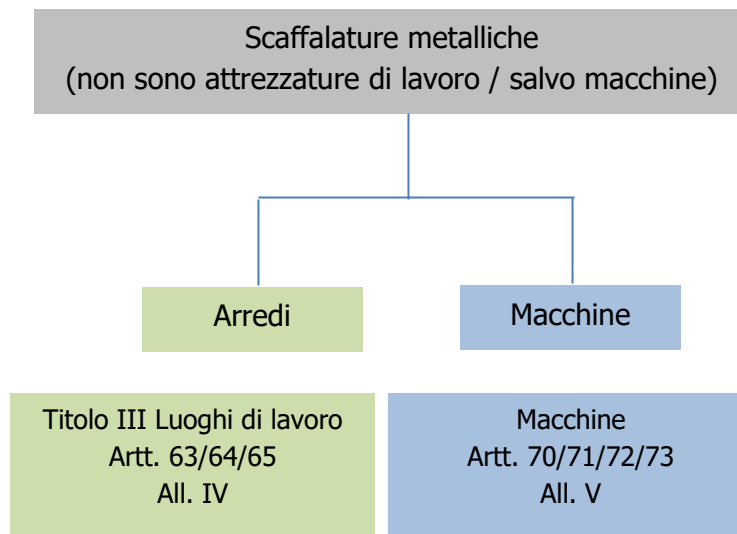 Scaffalature metalliche
(non sono attrezzature di lavoro / salvo macchine)
Arredi
Macchine
Titolo III Luoghi di lavoro
Artt. 63/64/65
All. IV
Macchine
Artt. 70/71/72/73
All. V